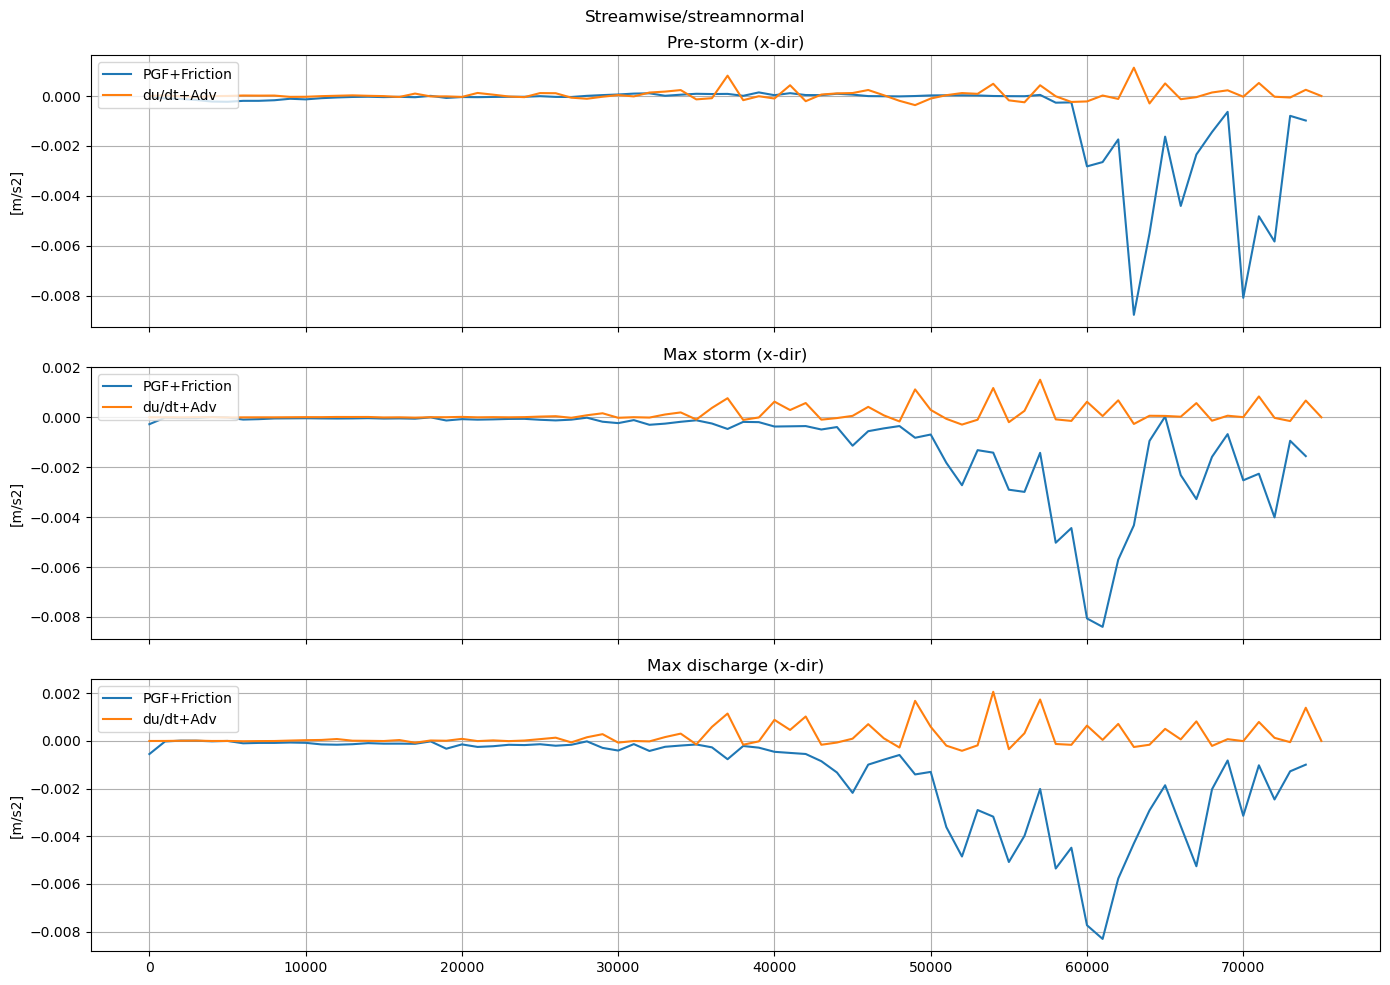 Streamwise/streamnormal
Pre-storm (x-dir)
PGF+Friction
du/dt+Adv
0.000
−0.002
−0.004
−0.006
−0.008
[m/s2]
Max storm (x-dir)
PGF+Friction
du/dt+Adv
0.002
0.000
−0.002
−0.004
−0.006
−0.008
[m/s2]
Max discharge (x-dir)
PGF+Friction
du/dt+Adv
0.002
0.000
−0.002
−0.004
−0.006
−0.008
[m/s2]
0 10000 20000 30000 40000 50000 60000 70000